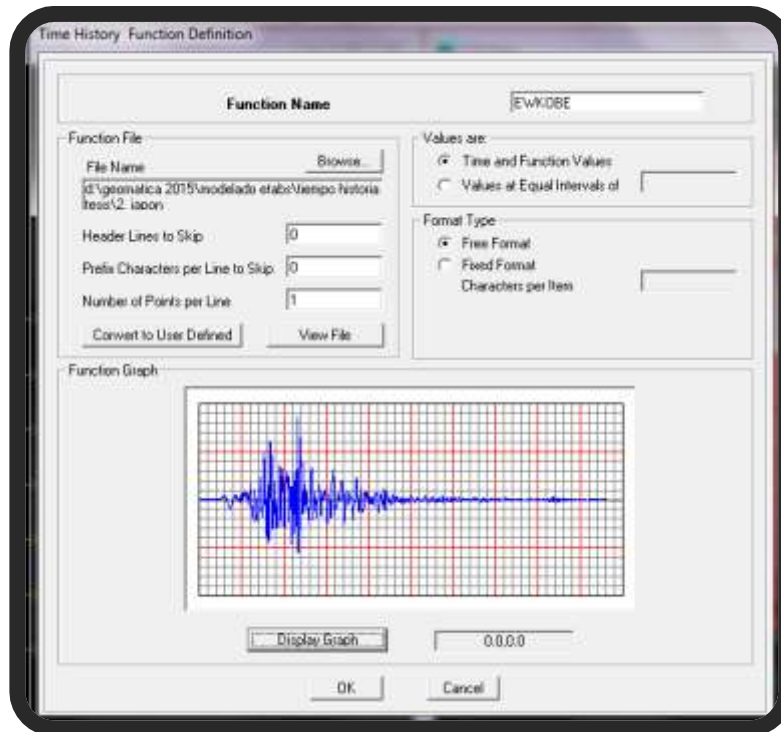 Time History Function Definition
Function Name
EWKOBE
Function File
File Name
Browse...
d:\geomatica 2015\modelado etabs\tiempo historia
tesis\2. japon
Header Lines to Skip
0
Prefix Characters per Line to Skip
0
Number of Points per Line
1
Convert to User Defined
View File
Values are:
Time and Function Values
Values at Equal Intervals of
Format Type
Free Format
Fixed Format
Characters per Item
Function Graph
Display Graph
0.0,0.0
OK
Cancel